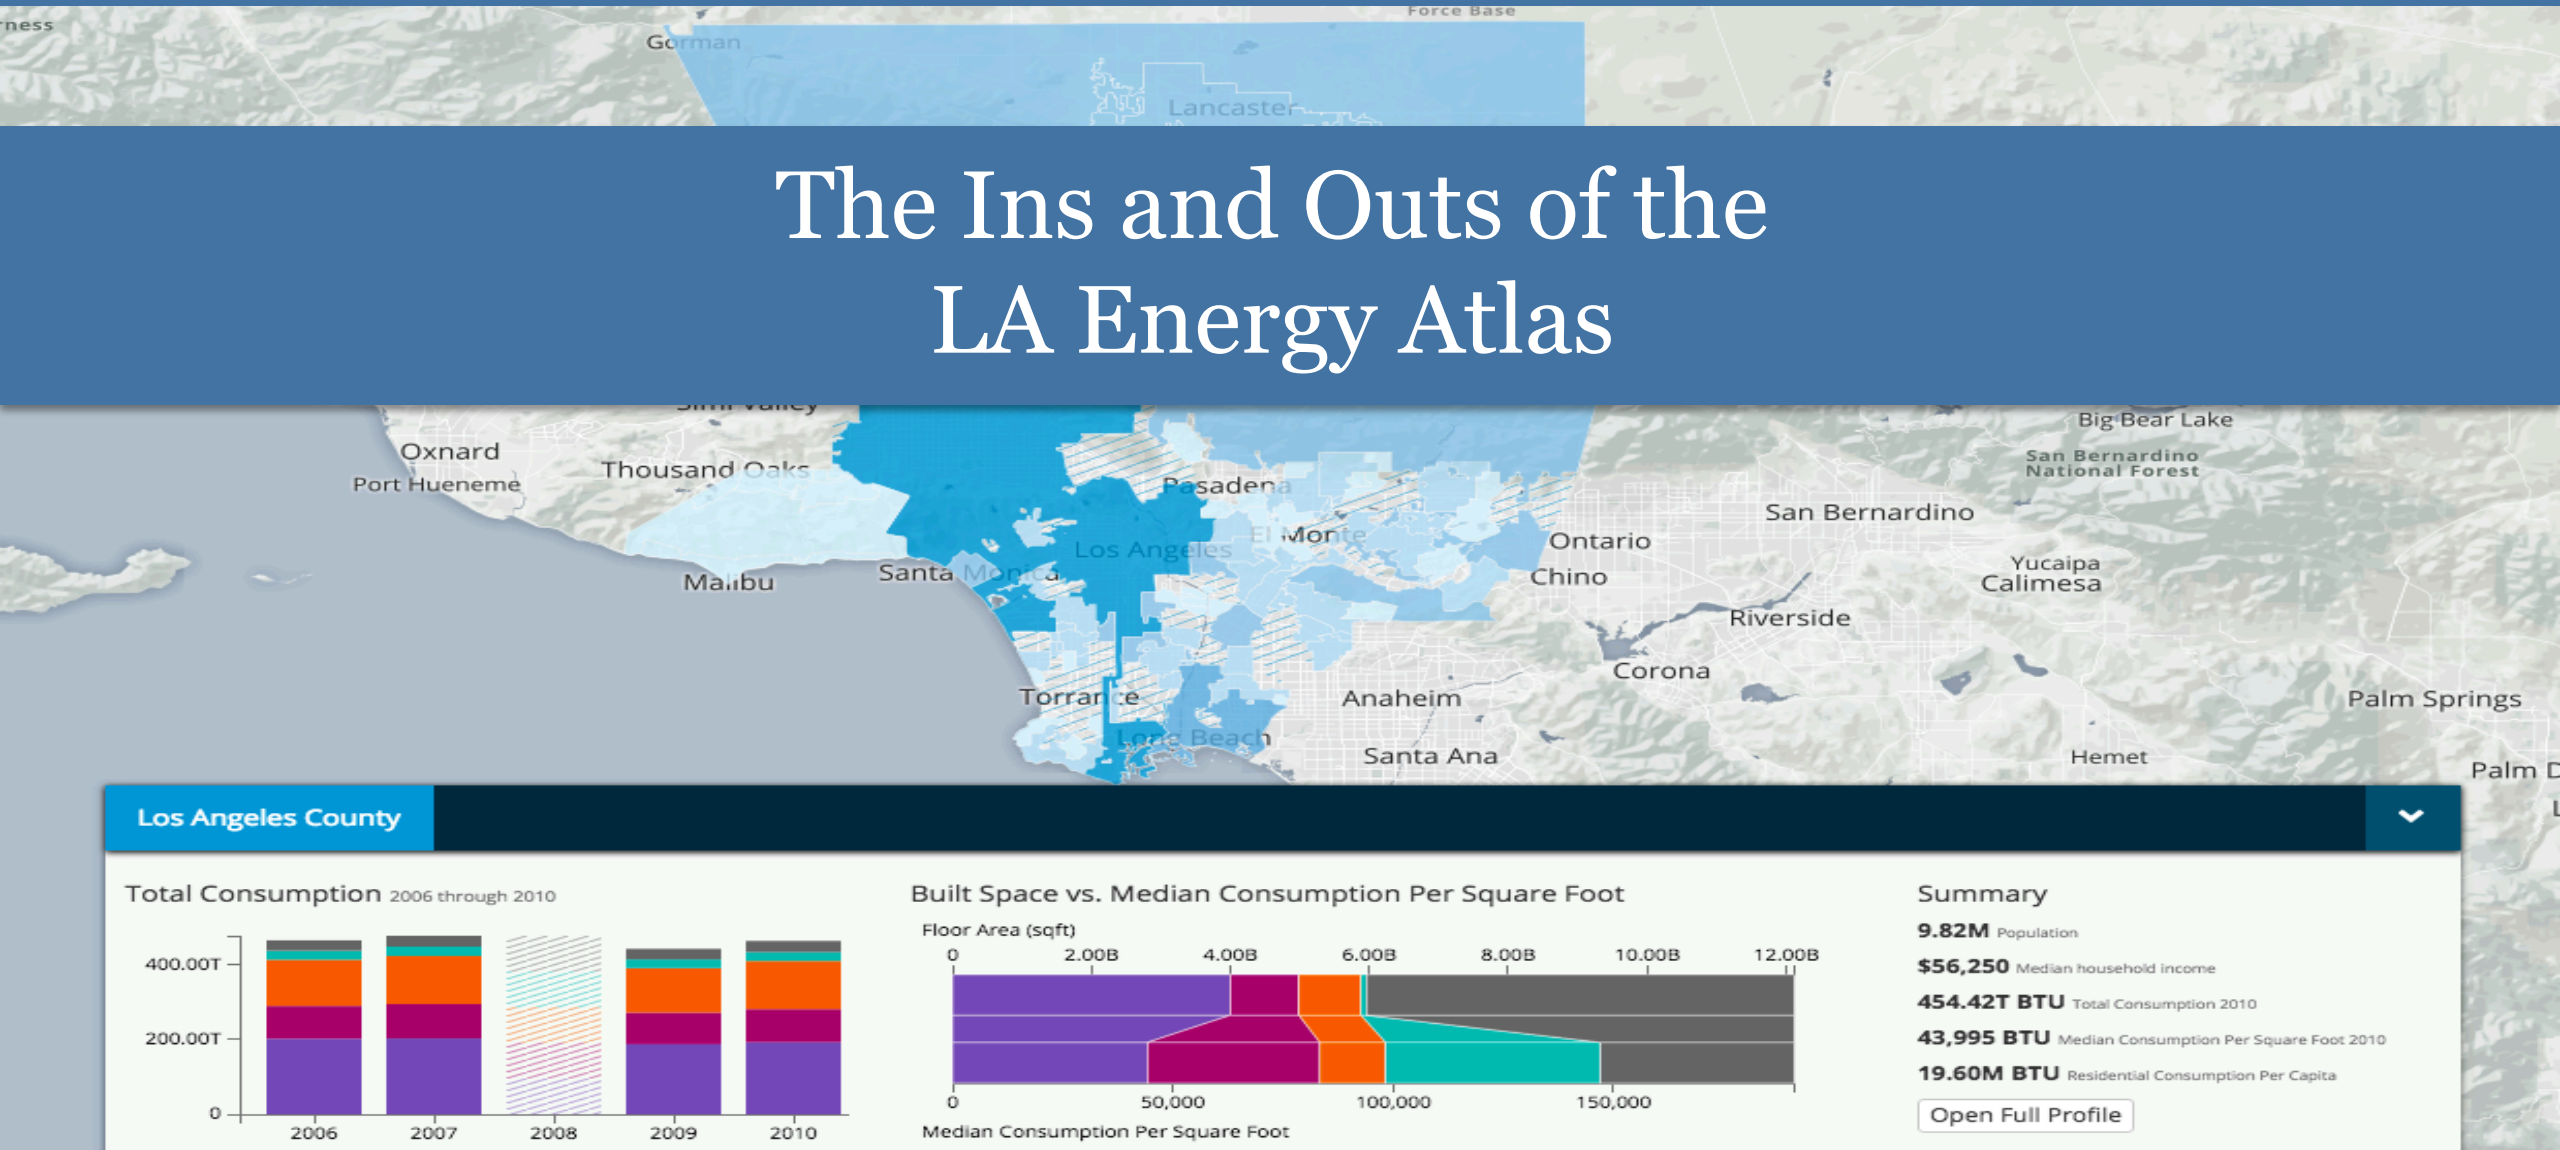 Force Base
Gorman
Lancaster
The Ins and Outs of the
LA Energy Atlas
Simi Valley
Big Bear Lake
Oxnard
Thousand Oaks
San Bernardino
National Forest
Port Hueneme
Pasadena
San Bernardino
El Monte
Ontario
Los Angeles
Yucaipa
Santa Monica
Chino
Malibu
Calimesa
Riverside
Corona
Torrance
Anaheim
Palm Springs
Long Beach
Santa Ana
Hemet
Palm D
Los Angeles County
Total Consumption 2006 through 2010
400.00T
200.00T
0
2006 2007 2008 2009 2010
Built Space vs. Median Consumption Per Square Foot
Floor Area (sqft)
0 2.00B 4.00B 6.00B 8.00B 10.00B 12.00B
0 50,000 100,000 150,000
Median Consumption Per Square Foot
Summary
9.82M Population
$56,250 Median household income
454.42T BTU Total Consumption 2010
43,995 BTU Median Consumption Per Square Foot 2010
19.60M BTU Residential Consumption Per Capita
Open Full Profile